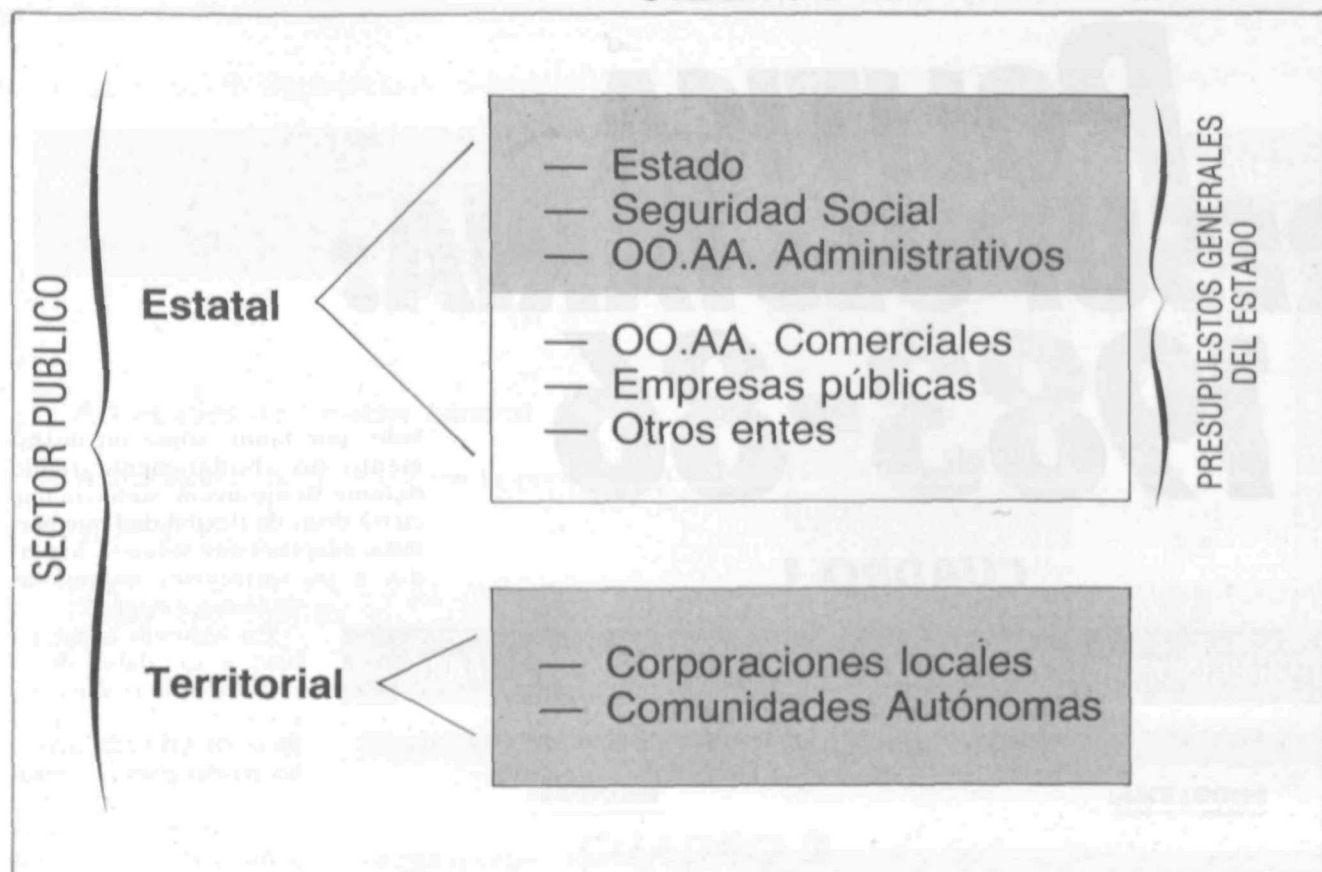 SECTOR PUBLICO
Estatal
— Estado
— Seguridad Social
— OO.AA. Administrativos
— OO.AA. Comerciales
— Empresas públicas
— Otros entes
PRESUPUESTOS GENERALES
DEL ESTADO
Territorial
— Corporaciones locales
— Comunidades Autónomas